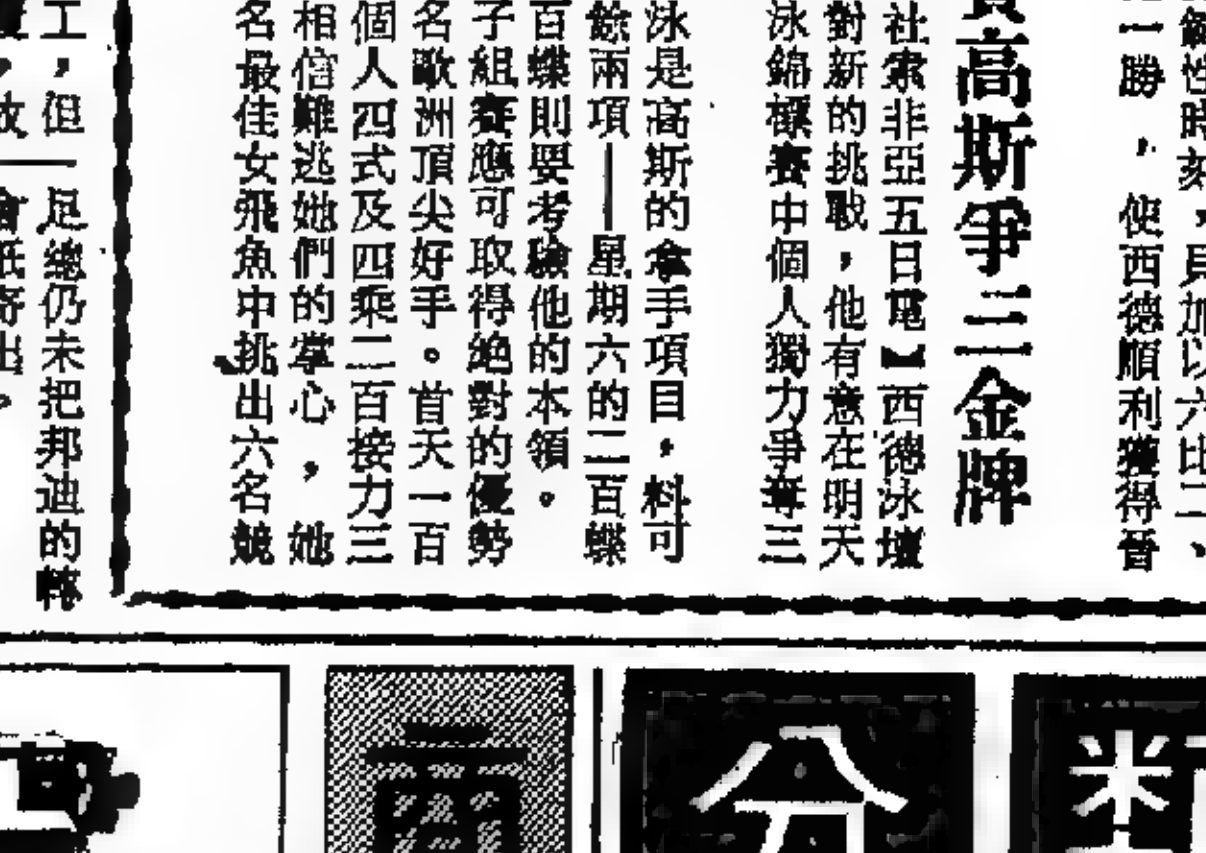 性時刻，具加以六比二、
一勝，使西德順利獲得晉
高斯爭三金牌
社索非亞五日電】西德泳壇
對新的挑戰，他有意在明天
泳錦標賽中個人獨力爭奪三
泳是高斯的拿手項目，料可
餘兩項——星期六的二百蝶
百蝶則要考驗他的本領。
子組賽應可取得絕對的優勢
名歐洲頂尖好手。首天一百
個人四式及四乘二百接力三
相信難逃她們的掌心，她
名最佳女飛魚中挑出六名競
工，但
足總仍未把邦迪的轉
，故
會祇寄出。
分